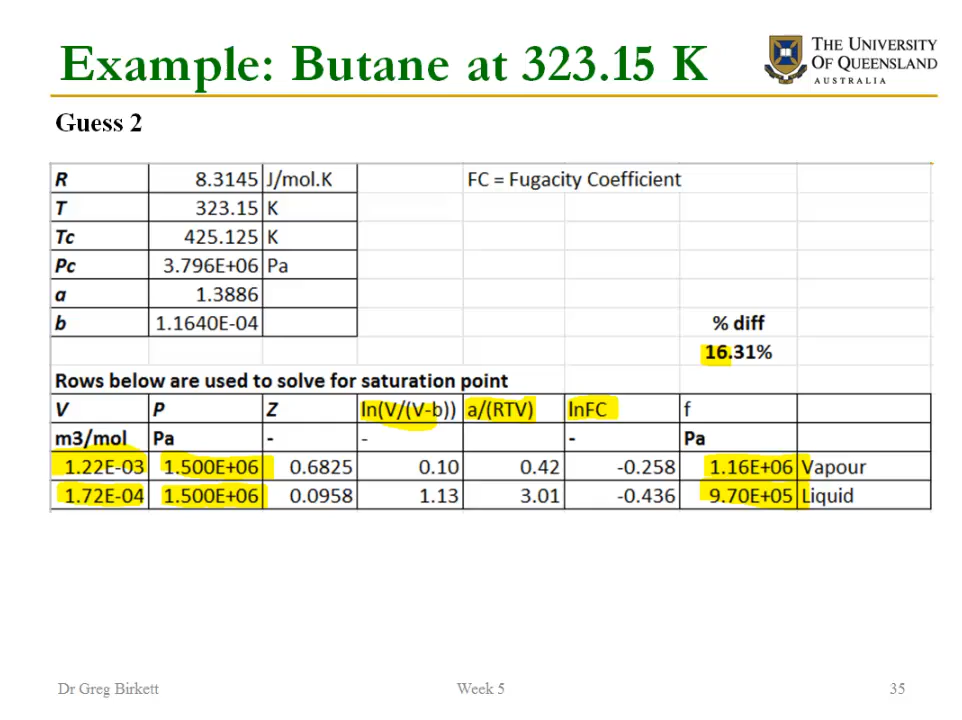 Example: Butane at 323.15 K
THE UNIVERSITY
OF QUEENSLAND
AUSTRALIA
Guess 2
R 8.3145 J/mol.K FC = Fugacity Coefficient
T 323.15 K
Tc 425.125 K
Pc 3.796E+06 Pa
a 1.3886
b 1.1640E-04 % diff
16.31%
Rows below are used to solve for saturation point
V P Z ln(V/(V-b)) a/(RTV) lnFC f
m3/mol Pa - - - Pa
1.22E-03 1.500E+06 0.6825 0.10 0.42 -0.258 1.16E+06 Vapour
1.72E-04 1.500E+06 0.0958 1.13 3.01 -0.436 9.70E+05 Liquid
Dr Greg Birkett Week 5 35